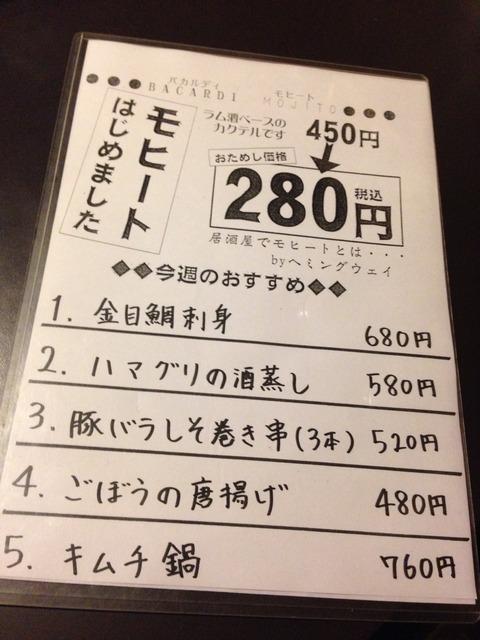 バカルディ モヒート
●●●BACARDI MOJITO●●●
モヒート
はじめました
ラム酒ベースの
カクテルです
450円
おためし価格
280円 税込
居酒屋でモヒートとは・・・
byヘミングウェイ
◆◆今週のおすすめ◆◆
1. 金目鯛刺身 680円
2. ハマグリの酒蒸し 580円
3. 豚バラしそ巻き串(3本) 520円
4. ごぼうの唐揚げ 480円
5. キムチ鍋 760円